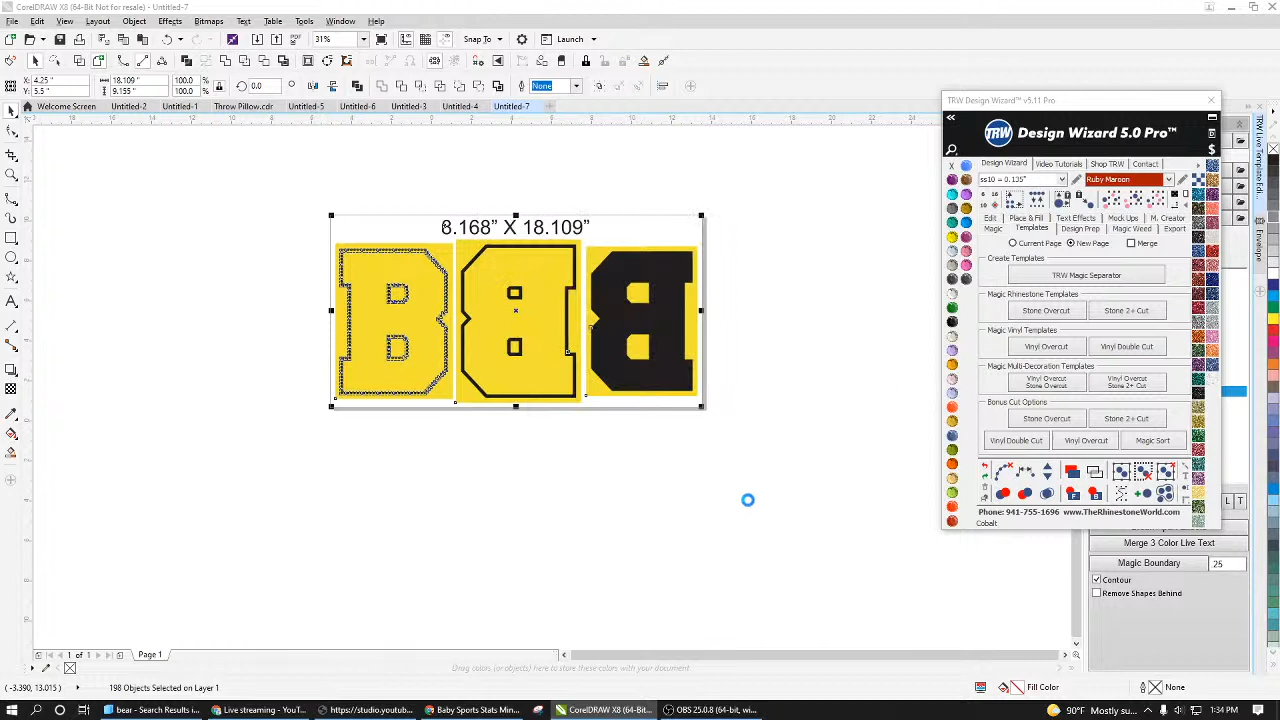 CorelDRAW X8 (64-Bit Not for resale) - Untitled-7
File Edit View Layout Object Effects Bitmaps Text Table Tools Window Help
31% Snap To Launch
X: 4.25 " 18.109 " 100.0 %
Y: 5.5 " 9.155 " 100.0 %
0.0 None
Welcome Screen Untitled-2 Untitled-1 Throw Pillow.cdr Untitled-5 Untitled-6 Untitled-3 Untitled-4 Untitled-7
8.168” X 18.109”
TRW Design Wizard™ v5.11 Pro
TRW Design Wizard 5.0 Pro™
Design Wizard Video Tutorials Shop TRW Contact
ss10 = 0.135" Ruby Maroon
Edit Place & Fill Text Effects Mock Ups M. Creator
Magic Templates Design Prep Magic Weed Export
Current Page New Page Merge
Create Templates
TRW Magic Separator
Magic Rhinestone Templates
Stone Overcut Stone 2+ Cut
Magic Vinyl Templates
Vinyl Overcut Vinyl Double Cut
Magic Multi-Decoration Templates
Vinyl Overcut Stone Overcut
Vinyl Overcut Stone 2+ Cut
Bonus Cut Options
Stone Overcut Stone 2+ Cut
Vinyl Double Cut Vinyl Overcut Magic Sort
Phone: 941-755-1696 www.TheRhinestoneWorld.com
Cobalt
Envelope
L T
Merge 3 Color Live Text
Magic Boundary 25
Contour
Remove Shapes Behind
1 of 1 Page 1
Drag colors (or objects) here to store these colors with your document
(-3.390, 13.015) 198 Objects Selected on Layer 1 Fill Color None
bear - Search Results i... Live streaming - YouT... https://studio.youtub... Baby Sports Stats Min... CorelDRAW X8 (64-Bit... OBS 25.0.8 (64-bit, w... 90°F Mostly su... 1:34 PM